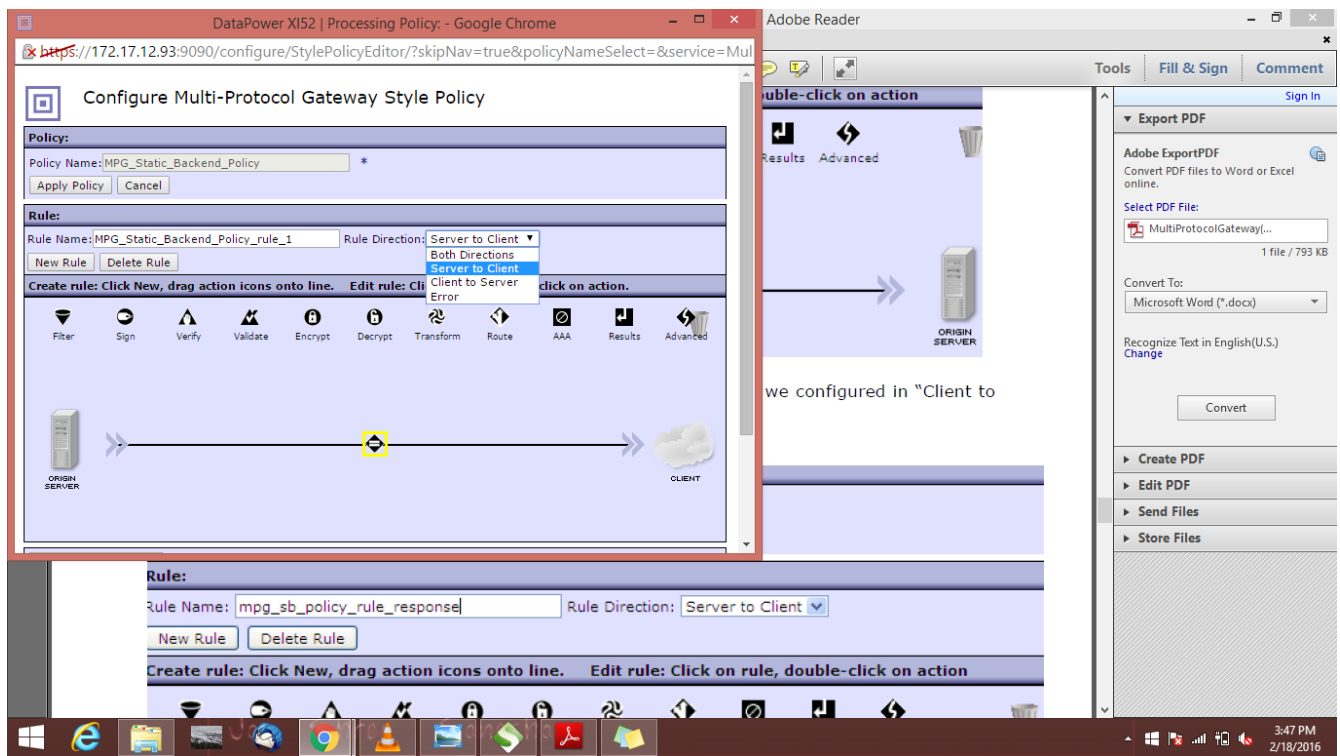 DataPower XI52 | Processing Policy: - Google Chrome
https://172.17.12.93:9090/configure/StylePolicyEditor/?skipNav=true&policyNameSelect=&service=Mul
Configure Multi-Protocol Gateway Style Policy
Policy:
Policy Name: MPG_Static_Backend_Policy *
Apply Policy Cancel
Rule:
Rule Name: MPG_Static_Backend_Policy_rule_1 Rule Direction: Server to Client
Both Directions
Server to Client
Client to Server
Error
New Rule Delete Rule
Create rule: Click New, drag action icons onto line. Edit rule: Cli click on action.
Filter Sign Verify Validate Encrypt Decrypt Transform Route AAA Results Advanced
ORIGIN SERVER
CLIENT
Adobe Reader
Tools Fill & Sign Comment
uble-click on action
Results Advanced
ORIGIN
SERVER
we configured in "Client to
Rule:
Rule Name: mpg_sb_policy_rule_response Rule Direction: Server to Client
New Rule Delete Rule
Create rule: Click New, drag action icons onto line. Edit rule: Click on rule, double-click on action
Sign In
Export PDF
Adobe ExportPDF
Convert PDF files to Word or Excel
online.
Select PDF File:
MultiProtocolGateway(...
1 file / 793 KB
Convert To:
Microsoft Word (*.docx)
Recognize Text in English(U.S.)
Change
Convert
Create PDF
Edit PDF
Send Files
Store Files
3:47 PM
2/18/2016